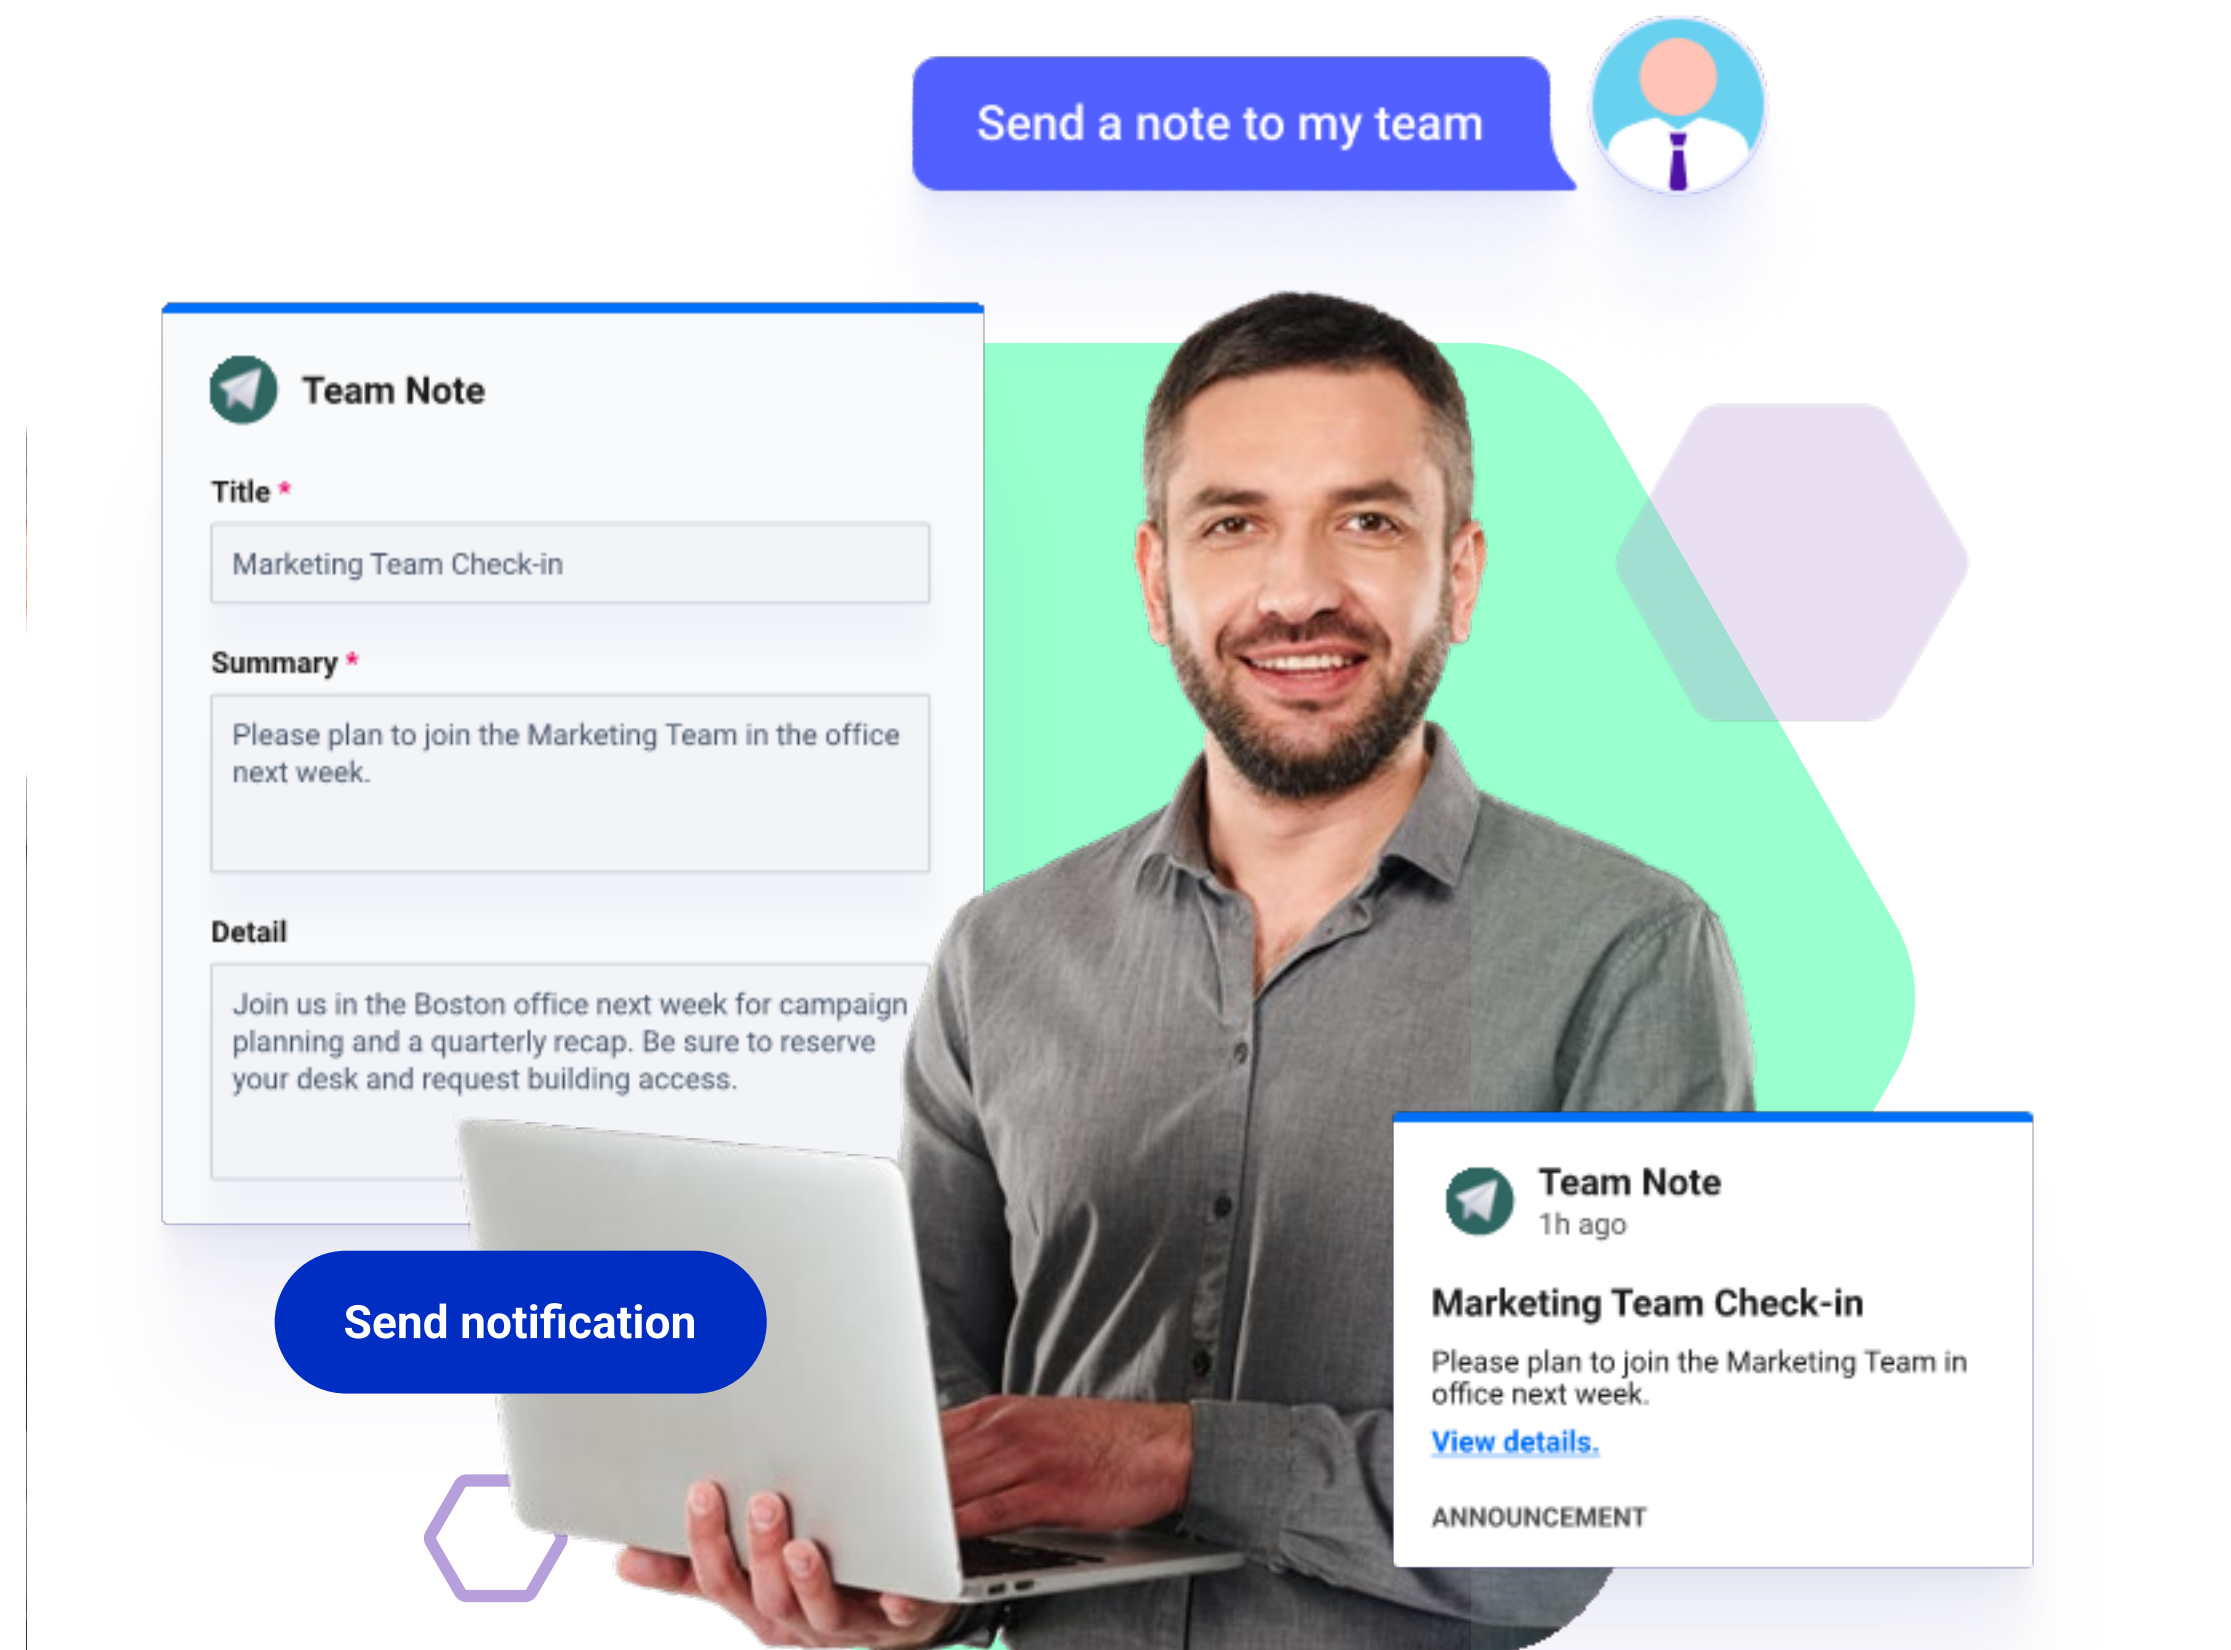 Send a note to my team
Team Note
Title *
Marketing Team Check-in
Summary *
Please plan to join the Marketing Team in the office
next week.
Detail
Join us in the Boston office next week for campaign
planning and a quarterly recap. Be sure to reserve
your desk and request building access.
Send notification
Team Note
1h ago
Marketing Team Check-in
Please plan to join the Marketing Team in
office next week.
View details.
ANNOUNCEMENT